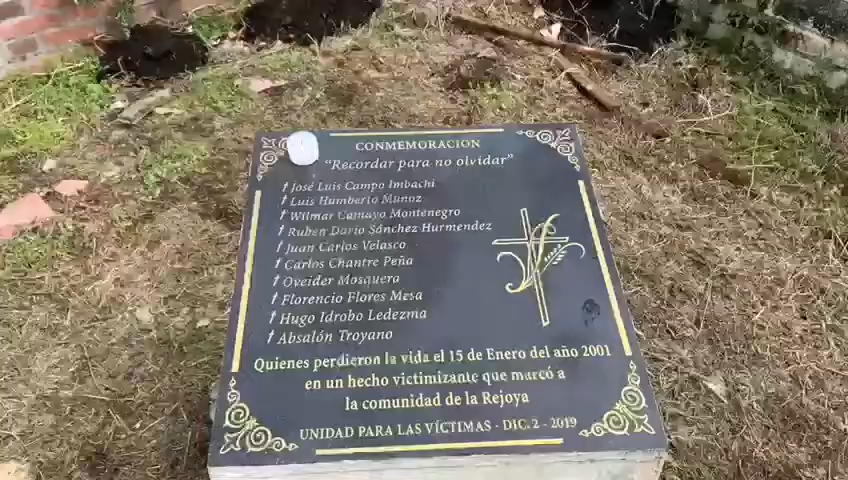 CONMEMORACION
"Recordar para no olvidar"
† José Luis Campo Imbachi
† Luis Humberto Muñoz
† Wilmar Camayo Montenegro
† Ruben Dario Sánchez Hurmendez
† Juan Carlos Velasco
† Carlos Chantre Peña
† Oveider Mosquera
† Florencio Flores Mesa
† Hugo Idrobo Ledezma
† Absalón Troyano
Quienes perdieron la vida el 15 de Enero del año 2001
en un hecho victimizante que marcó a
la comunidad de la Rejoya
UNIDAD PARA LAS VÍCTIMAS - DIC. 2 - 2019